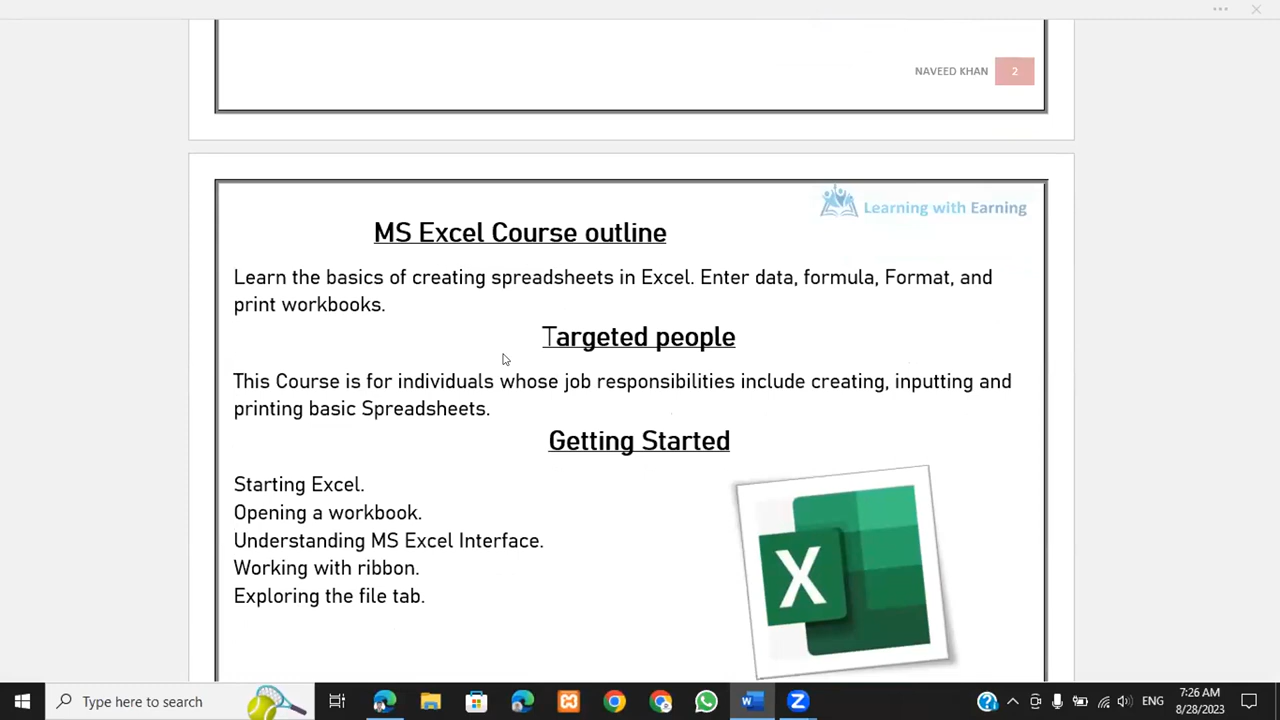 NAVEED KHAN 2
Learning with Earning
MS Excel Course outline
Learn the basics of creating spreadsheets in Excel. Enter data, formula, Format, and
print workbooks.
Targeted people
This Course is for individuals whose job responsibilities include creating, inputting and
printing basic Spreadsheets.
Getting Started
Starting Excel.
Opening a workbook.
Understanding MS Excel Interface.
Working with ribbon.
Exploring the file tab.
X
Type here to search
W
ENG
7:26 AM
8/28/2023